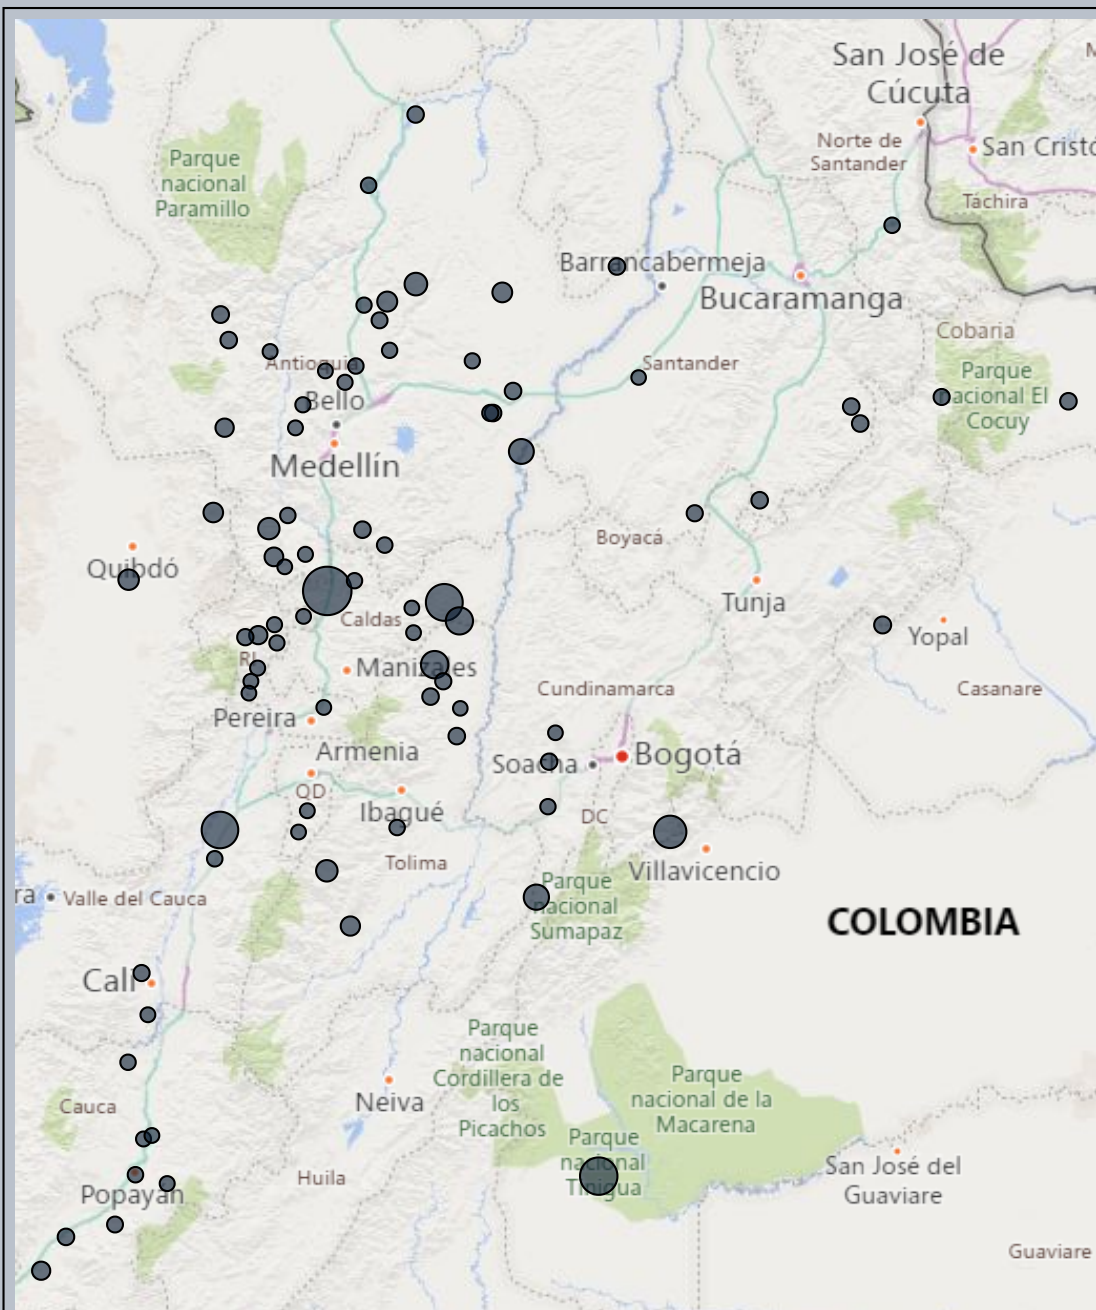 San José de
Cúcuta
Norte de
Santander
San Cristó
Táchira
Parque
nacional
Paramillo
Barrancabermeja
Bucaramanga
Cobaria
Parque
nacional El
Cocuy
Santander
Antioquia
Bello
Medellín
Boyacá
Quibdó
Tunja
Yopal
Caldas
Manizales
Casanare
Cundinamarca
Pereira
Armenia
Soacha
Bogotá
QD
Ibagué
DC
Tolima
Villavicencio
Valle del Cauca
Parque
nacional
Sumapaz
COLOMBIA
Cali
Parque
nacional
Cordillera de
los
Picachos
Parque
nacional de la
Macarena
Neiva
Cauca
Parque
nacional
Tinigua
San José del
Guaviare
Huila
Popayán
Guaviare